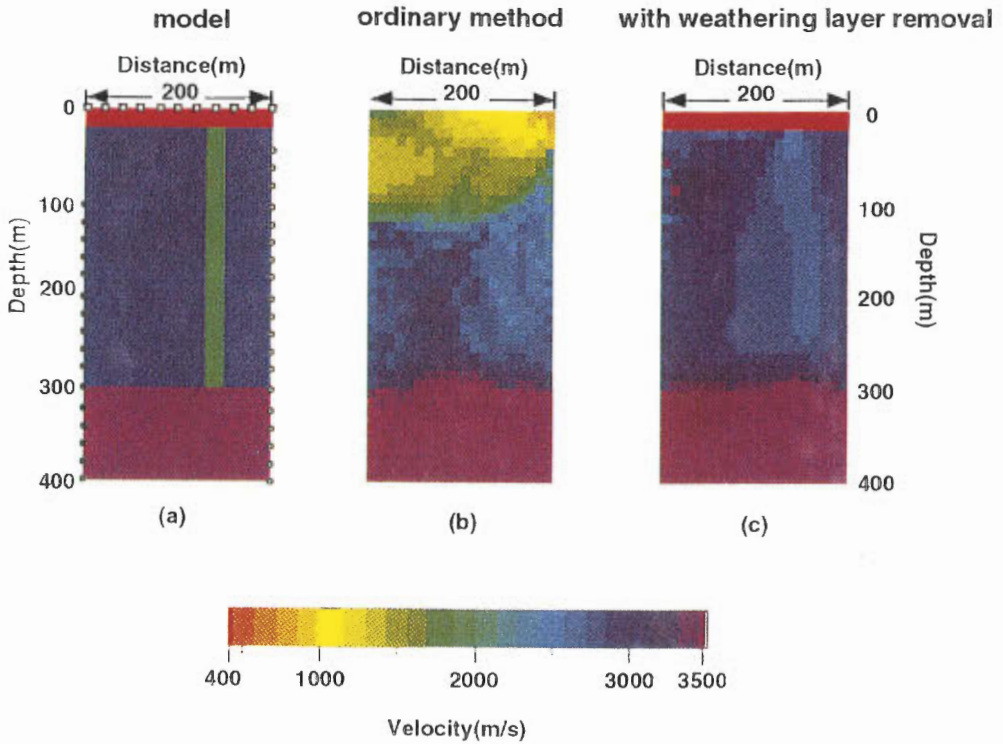 model
ordinary method
with weathering layer removal
Distance(m)
Distance(m)
Distance(m)
200
200
200
0
100
200
300
400
Depth(m)
0
100
200
300
400
Depth(m)
(a)
(b)
(c)
400
1000
2000
3000
3500
Velocity(m/s)